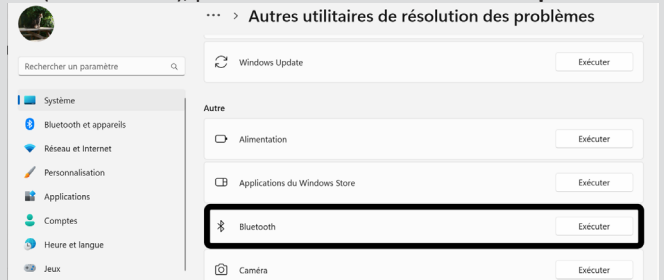 ··· > Autres utilitaires de résolution des problèmes
Rechercher un paramètre
Système
Bluetooth et appareils
Réseau et Internet
Personnalisation
Applications
Comptes
Heure et langue
Jeux
Windows Update Exécuter
Autre
Alimentation Exécuter
Applications du Windows Store Exécuter
Bluetooth Exécuter
Caméra Exécuter